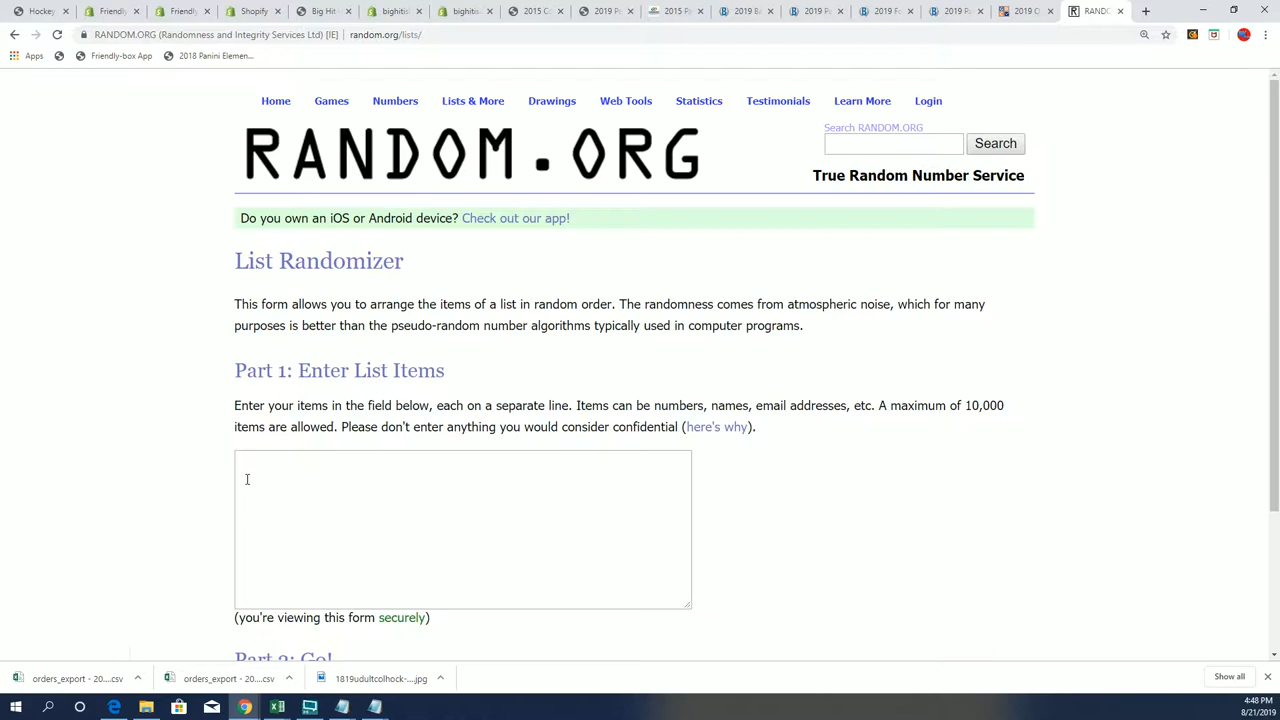 Hockey
Friendly
Friendly
Shopify
Big Hit
bighitis
bighitis
2015 Co
2019 P
2015 P
2019 B
2019 P
2019 Fo
2019 P
2019 O
RANDO
RANDOM.ORG (Randomness and Integrity Services Ltd) [IE] | random.org/lists/
Apps
Friendly-box App
2018 Panini Elemen...
Home Games Numbers Lists & More Drawings Web Tools Statistics Testimonials Learn More Login
RANDOM.ORG
Search RANDOM.ORG
Search
True Random Number Service
Do you own an iOS or Android device? Check out our app!
List Randomizer
This form allows you to arrange the items of a list in random order. The randomness comes from atmospheric noise, which for many
purposes is better than the pseudo-random number algorithms typically used in computer programs.
Part 1: Enter List Items
Enter your items in the field below, each on a separate line. Items can be numbers, names, email addresses, etc. A maximum of 10,000
items are allowed. Please don't enter anything you would consider confidential (here's why).
(you're viewing this form securely)
Part 2: Go!
orders_export - 20....csv
orders_export - 20....csv
1819udultcolhock-....jpg
Show all
4:48 PM
8/21/2019